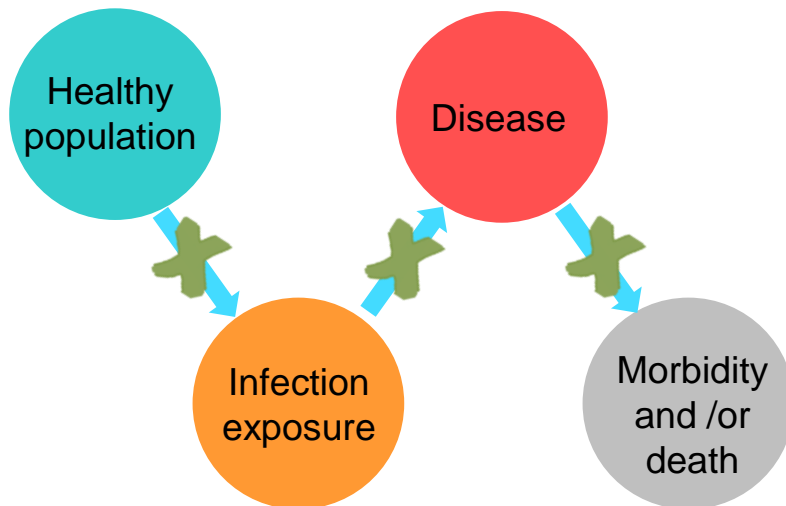 Healthy
population
Disease
Infection
exposure
Morbidity
and /or
death